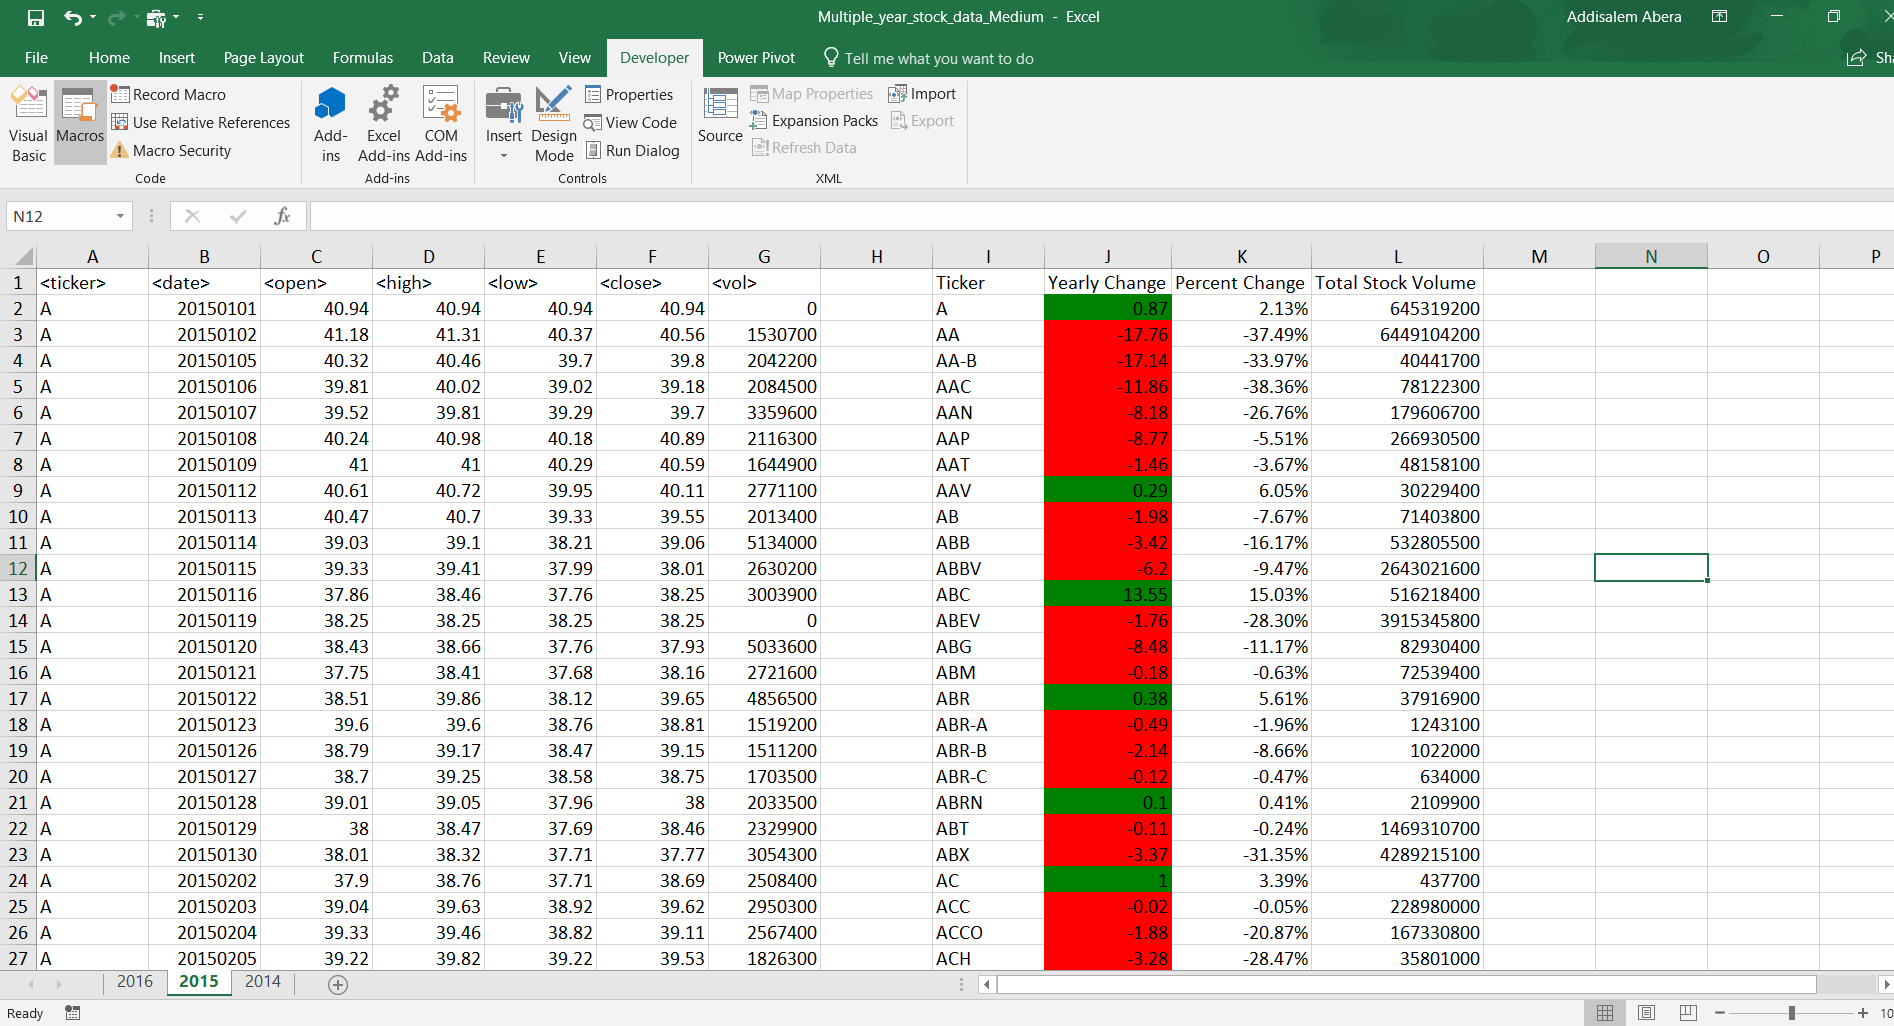 Multiple_year_stock_data_Medium - Excel
Addisalem Abera
File Home Insert Page Layout Formulas Data Review View Developer Power Pivot Tell me what you want to do
Visual Basic
Macros
Record Macro
Use Relative References
Macro Security
Code
Add-ins
Excel Add-ins
COM Add-ins
Add-ins
Insert
Design Mode
Properties
View Code
Run Dialog
Controls
Source
Map Properties
Expansion Packs
Refresh Data
Import
Export
XML
N12
fx
A B C D E F G H I J K L M N O P
1 <ticker> <date> <open> <high> <low> <close> <vol> Ticker Yearly Change Percent Change Total Stock Volume
2 A 20150101 40.94 40.94 40.94 40.94 0 A 0.87 2.13% 645319200
3 A 20150102 41.18 41.31 40.37 40.56 1530700 AA -17.76 -37.49% 6449104200
4 A 20150105 40.32 40.46 39.7 39.8 2042200 AA-B -17.14 -33.97% 40441700
5 A 20150106 39.81 40.02 39.02 39.18 2084500 AAC -11.86 -38.36% 78122300
6 A 20150107 39.52 39.81 39.29 39.7 3359600 AAN -8.18 -26.76% 179606700
7 A 20150108 40.24 40.98 40.18 40.89 2116300 AAP -8.77 -5.51% 266930500
8 A 20150109 41 41 40.29 40.59 1644900 AAT -1.46 -3.67% 48158100
9 A 20150112 40.61 40.72 39.95 40.11 2771100 AAV 0.29 6.05% 30229400
10 A 20150113 40.47 40.7 39.33 39.55 2013400 AB -1.98 -7.67% 71403800
11 A 20150114 39.03 39.1 38.21 39.06 5134000 ABB -3.42 -16.17% 532805500
12 A 20150115 39.33 39.41 37.99 38.01 2630200 ABBV -6.2 -9.47% 2643021600
13 A 20150116 37.86 38.46 37.76 38.25 3003900 ABC 13.55 15.03% 516218400
14 A 20150119 38.25 38.25 38.25 38.25 0 ABEV -1.76 -28.30% 3915345800
15 A 20150120 38.43 38.66 37.76 37.93 5033600 ABG -8.48 -11.17% 82930400
16 A 20150121 37.75 38.41 37.68 38.16 2721600 ABM -0.18 -0.63% 72539400
17 A 20150122 38.51 39.86 38.12 39.65 4856500 ABR 0.38 5.61% 37916900
18 A 20150123 39.6 39.6 38.76 38.81 1519200 ABR-A -0.49 -1.96% 1243100
19 A 20150126 38.79 39.17 38.47 39.15 1511200 ABR-B -2.14 -8.66% 1022000
20 A 20150127 38.7 39.25 38.58 38.75 1703500 ABR-C -0.12 -0.47% 634000
21 A 20150128 39.01 39.05 37.96 38 2033500 ABRN 0.1 0.41% 2109900
22 A 20150129 38 38.47 37.69 38.46 2329900 ABT -0.11 -0.24% 1469310700
23 A 20150130 38.01 38.32 37.71 37.77 3054300 ABX -3.37 -31.35% 4289215100
24 A 20150202 37.9 38.76 37.71 38.69 2508400 AC 1 3.39% 437700
25 A 20150203 39.04 39.63 38.92 39.62 2950300 ACC -0.02 -0.05% 228980000
26 A 20150204 39.33 39.46 38.82 39.11 2567400 ACCO -1.88 -20.87% 167330800
27 A 20150205 39.22 39.82 39.22 39.53 1826300 ACH -3.28 -28.47% 35801000
2016 2015 2014
Ready